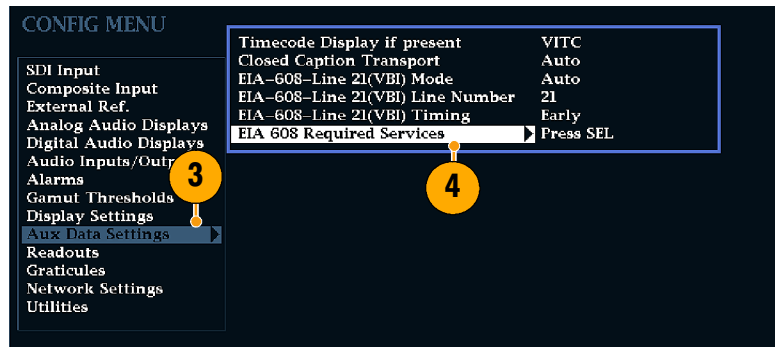 CONFIG MENU
SDI Input
Composite Input
External Ref.
Analog Audio Displays
Digital Audio Displays
Audio Inputs/Outp
Alarms
Gamut Thresholds
Display Settings
Aux Data Settings
Readouts
Graticules
Network Settings
Utilities
3
Timecode Display if present VITC
Closed Caption Transport Auto
EIA-608-Line 21(VBI) Mode Auto
EIA-608-Line 21(VBI) Line Number 21
EIA-608-Line 21(VBI) Timing Early
EIA 608 Required Services Press SEL
4